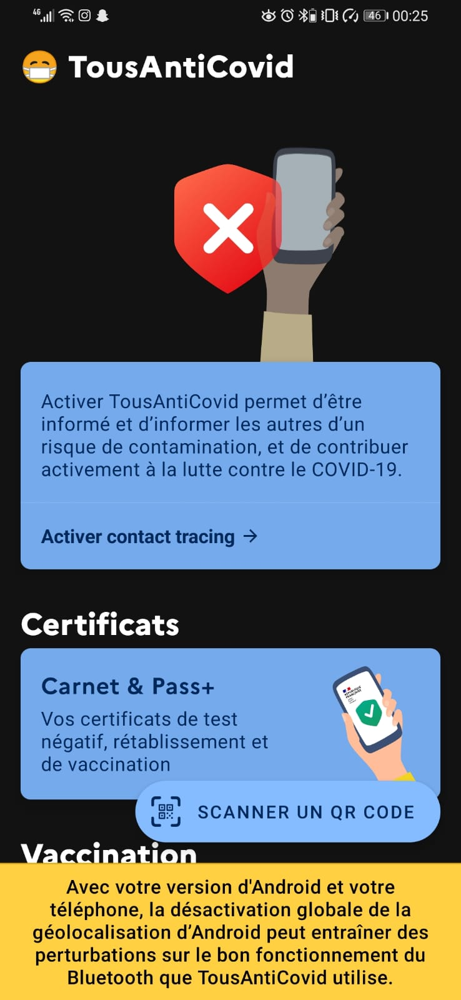 4G 46 00:25
TousAntiCovid
Activer TousAntiCovid permet d’être
informé et d’informer les autres d’un
risque de contamination, et de contribuer
activement à la lutte contre le COVID-19.
Activer contact tracing →
Certificats
Carnet & Pass+
Vos certificats de test
négatif, rétablissement et
de vaccination
RÉPUBLIQUE
FRANÇAISE
SCANNER UN QR CODE
Vaccination
Avec votre version d'Android et votre
téléphone, la désactivation globale de la
géolocalisation d’Android peut entraîner des
perturbations sur le bon fonctionnement du
Bluetooth que TousAntiCovid utilise.